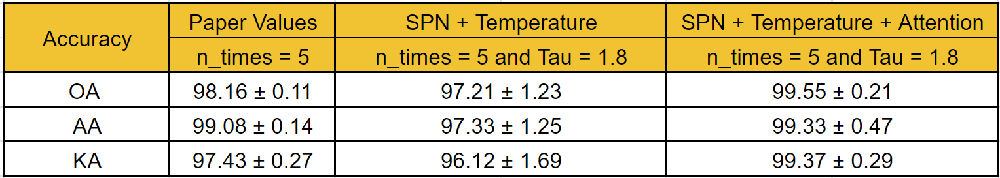 Accuracy Paper Values SPN + Temperature SPN + Temperature + Attention
n_times = 5 n_times = 5 and Tau = 1.8 n_times = 5 and Tau = 1.8
OA 98.16 ± 0.11 97.21 ± 1.23 99.55 ± 0.21
AA 99.08 ± 0.14 97.33 ± 1.25 99.33 ± 0.47
KA 97.43 ± 0.27 96.12 ± 1.69 99.37 ± 0.29